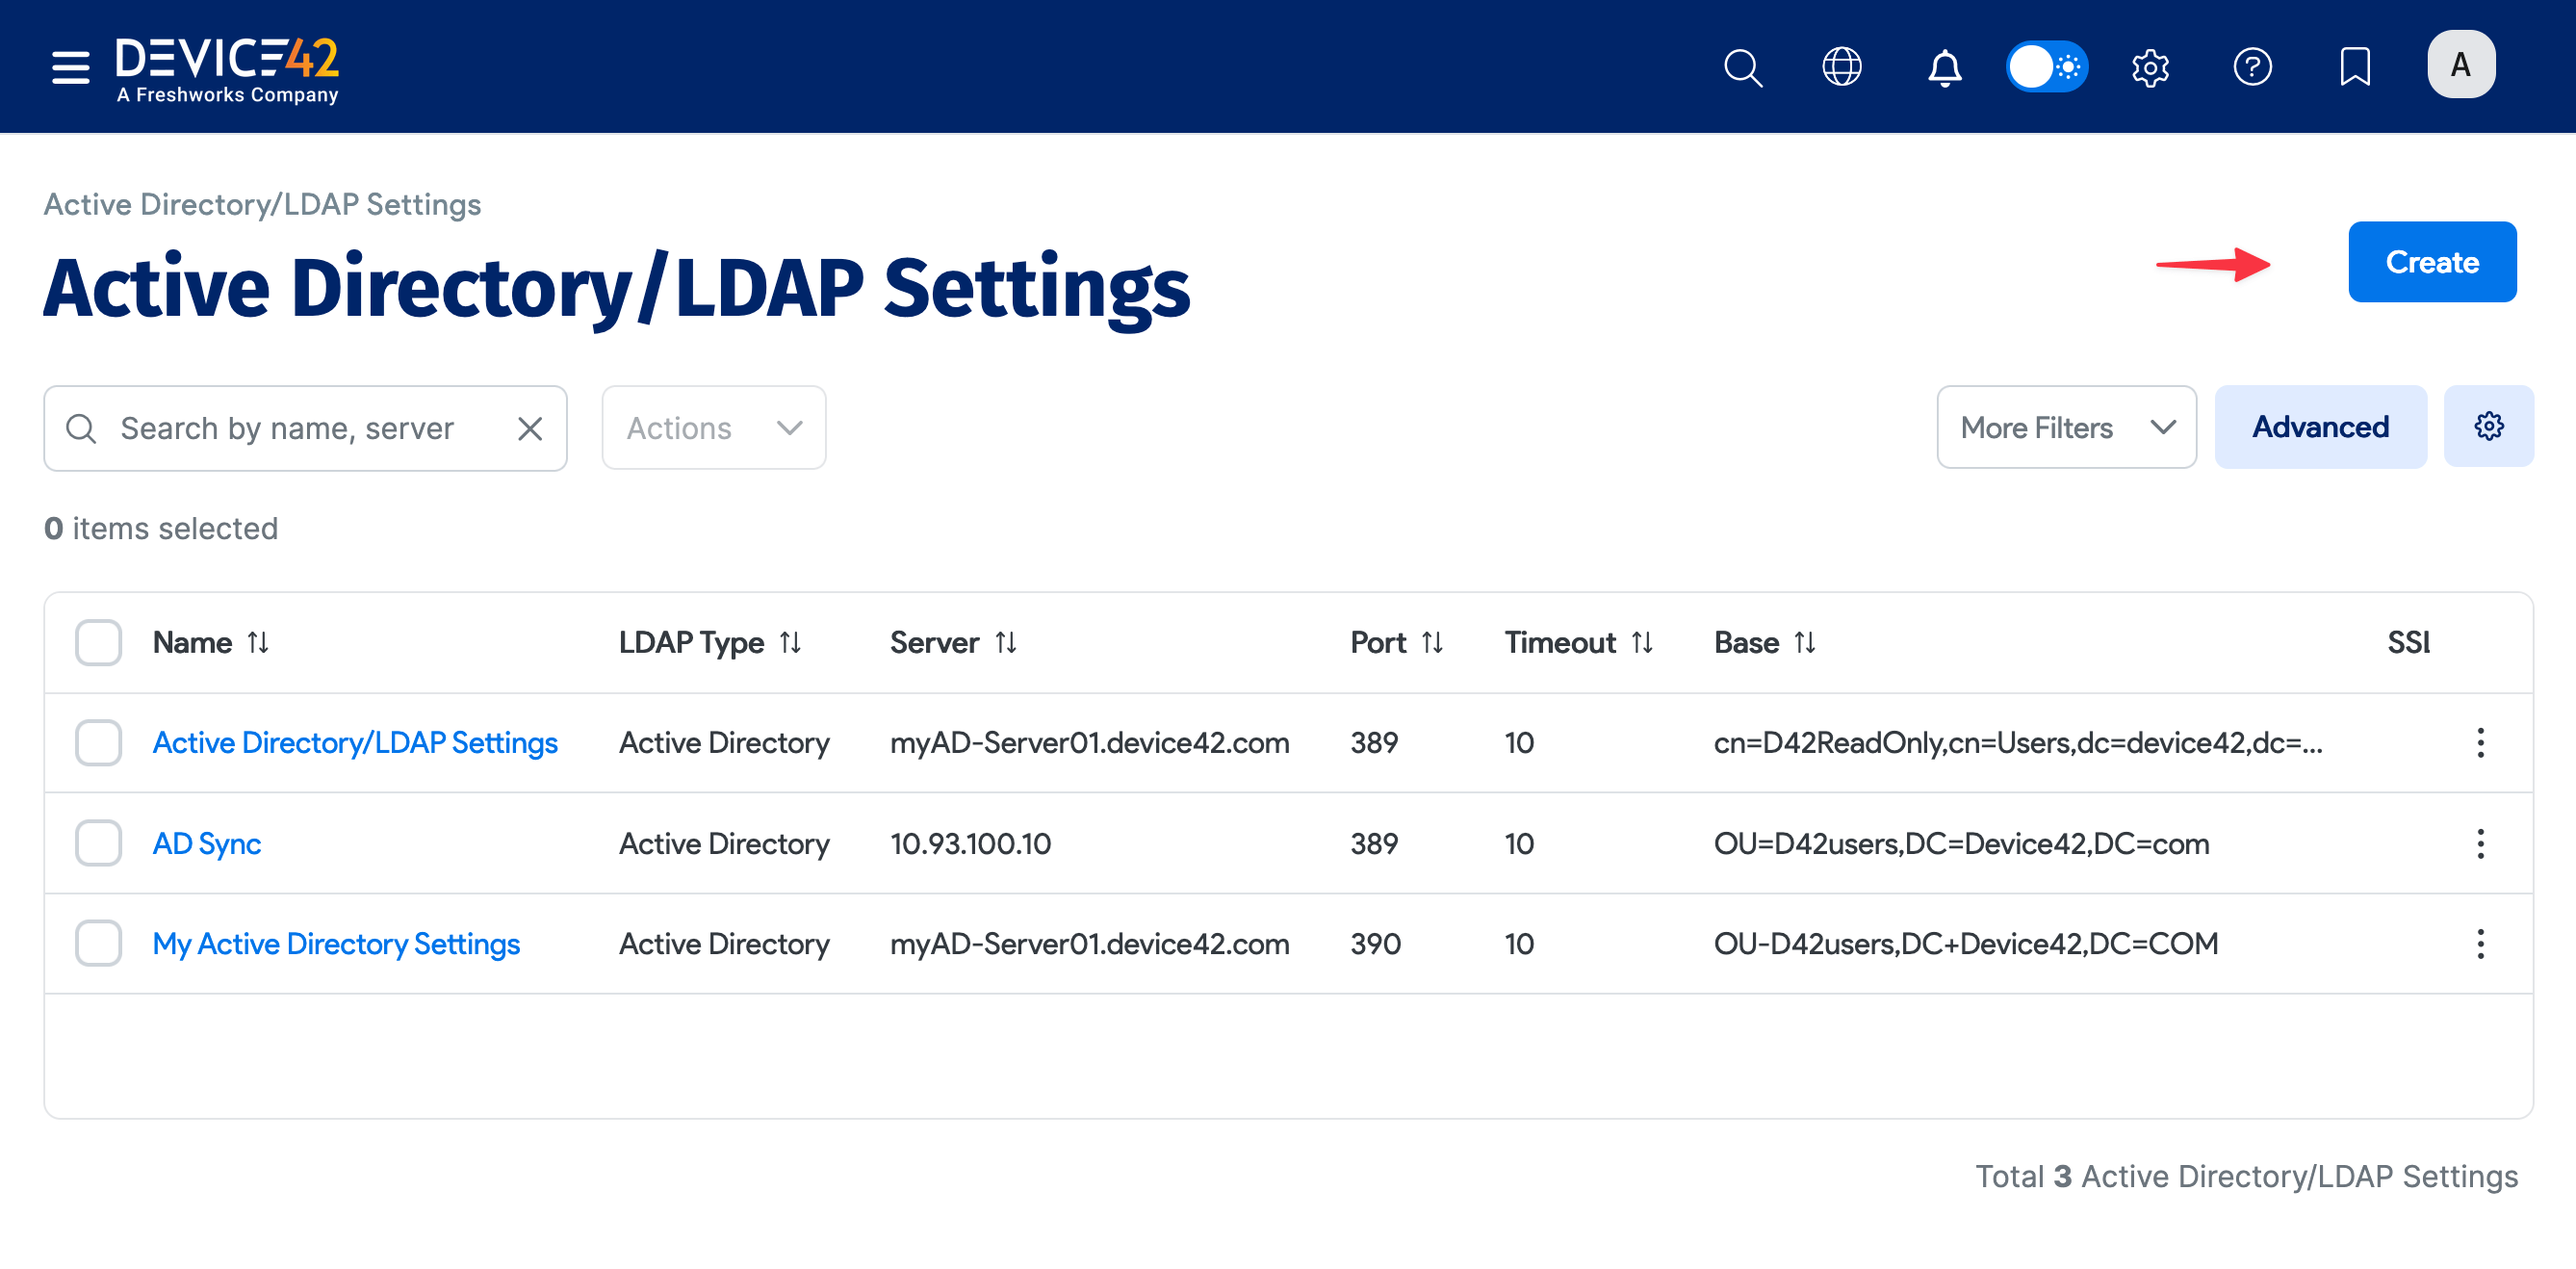 DEVICE42
A Freshworks Company
A
Active Directory/LDAP Settings
Active Directory/LDAP Settings
Create
Search by name, server
Actions
More Filters
Advanced
0 items selected
Name LDAP Type Server Port Timeout Base SSL
Active Directory/LDAP Settings Active Directory myAD-Server01.device42.com 389 10 cn=D42ReadOnly,cn=Users,dc=device42,dc=...
AD Sync Active Directory 10.93.100.10 389 10 OU=D42users,DC=Device42,DC=com
My Active Directory Settings Active Directory myAD-Server01.device42.com 390 10 OU-D42users,DC+Device42,DC=COM
Total 3 Active Directory/LDAP Settings